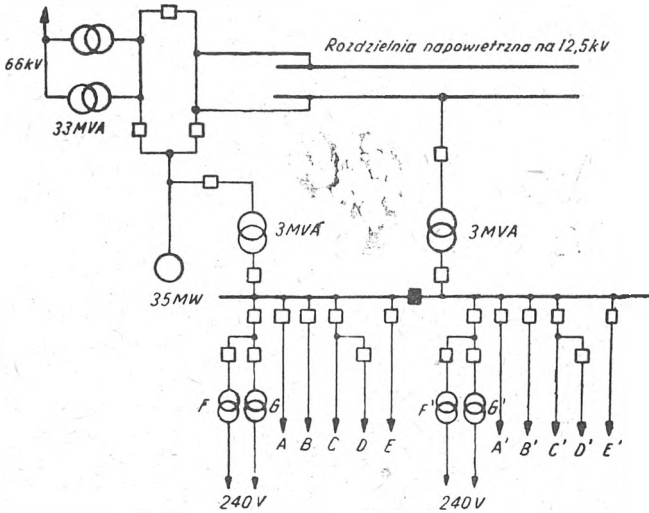 66kV
Rozdzielnia napowietrzna na 12,5kV
33MVA
3MVA
3MVA
35MW
F
G
A
B
C
D
E
F'
G'
A'
B'
C'
D'
E'
240V
240V